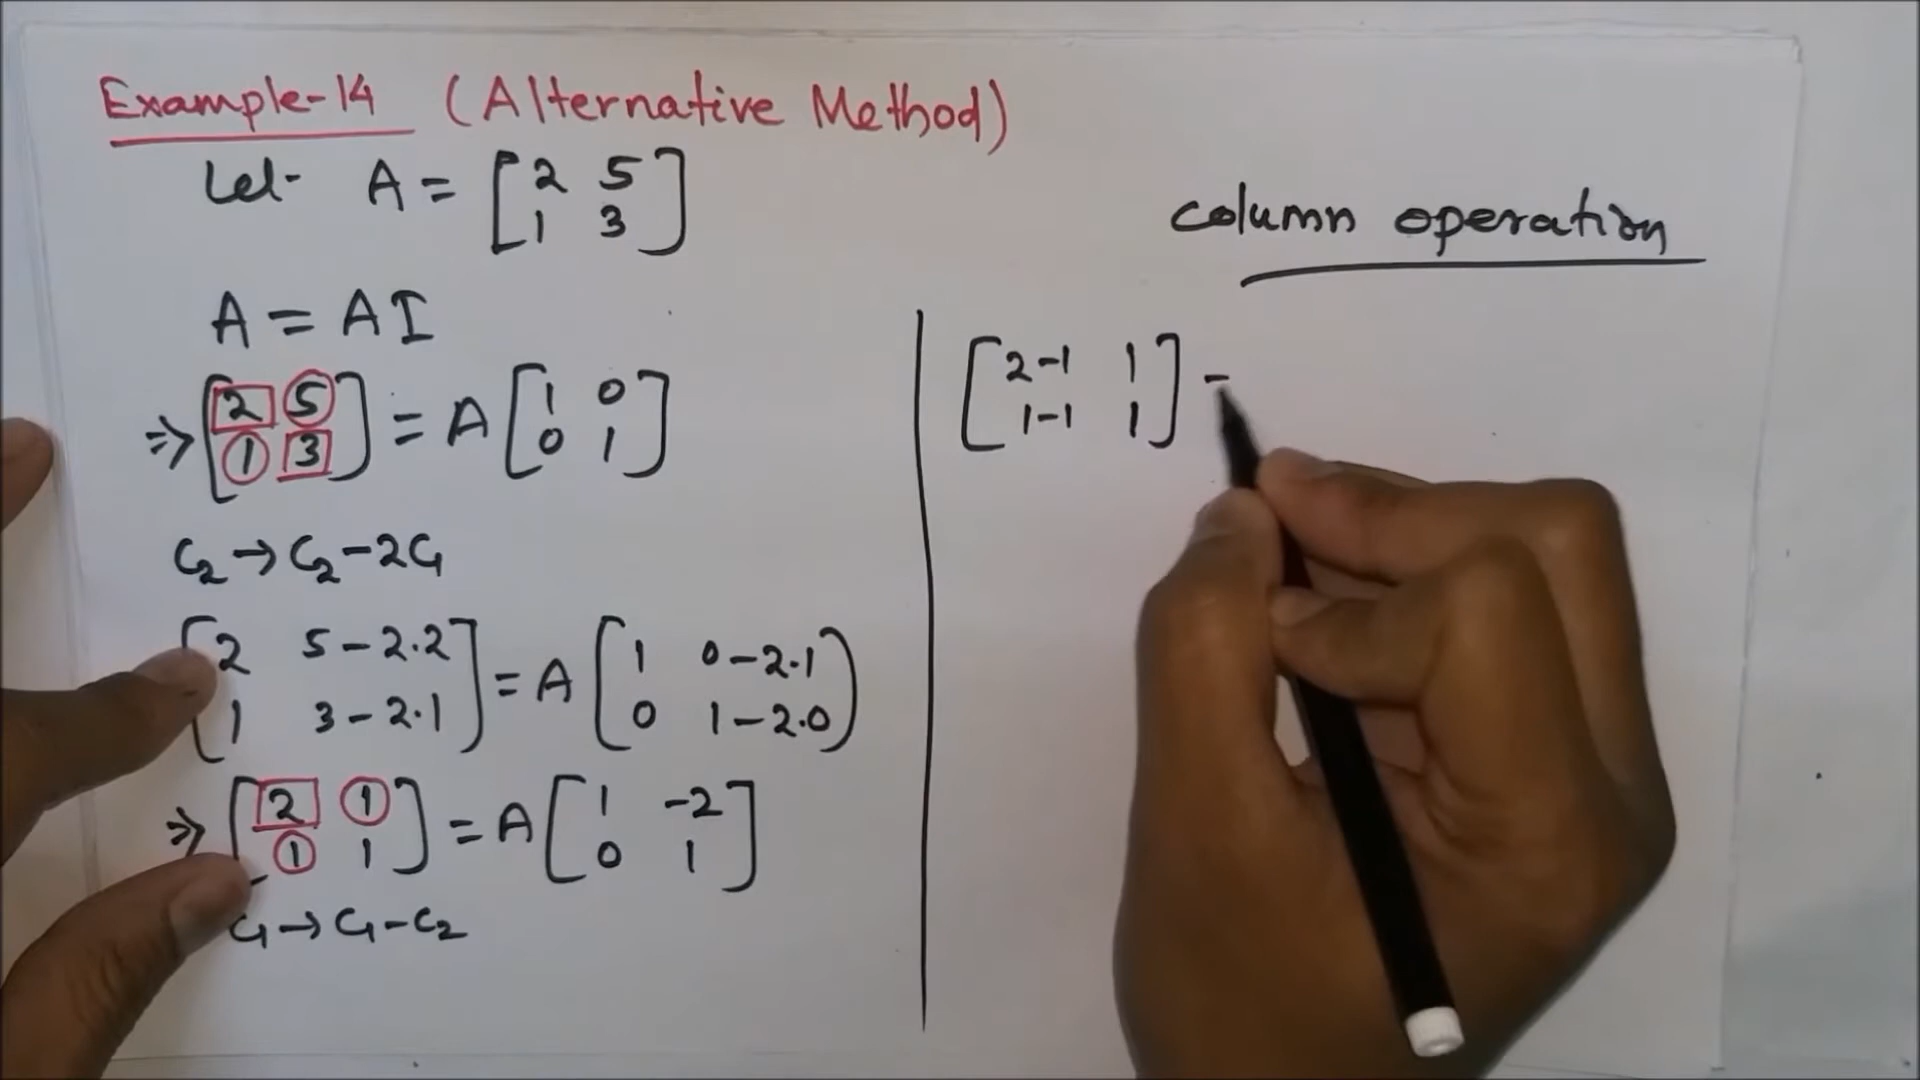 Example-14 (Alternative Method)
Let A = [2 5
1 3]
column operation
A = AI
⇒ [2 5
1 3] = A [1 0
0 1]
C₂ → C₂ - 2C₁
[2 5-2.2
1 3-2.1] = A [1 0-2.1
0 1-2.0]
⇒ [2 1
1 1] = A [1 -2
0 1]
C₁ → C₁ - C₂
[2-1 1
1-1 1] -